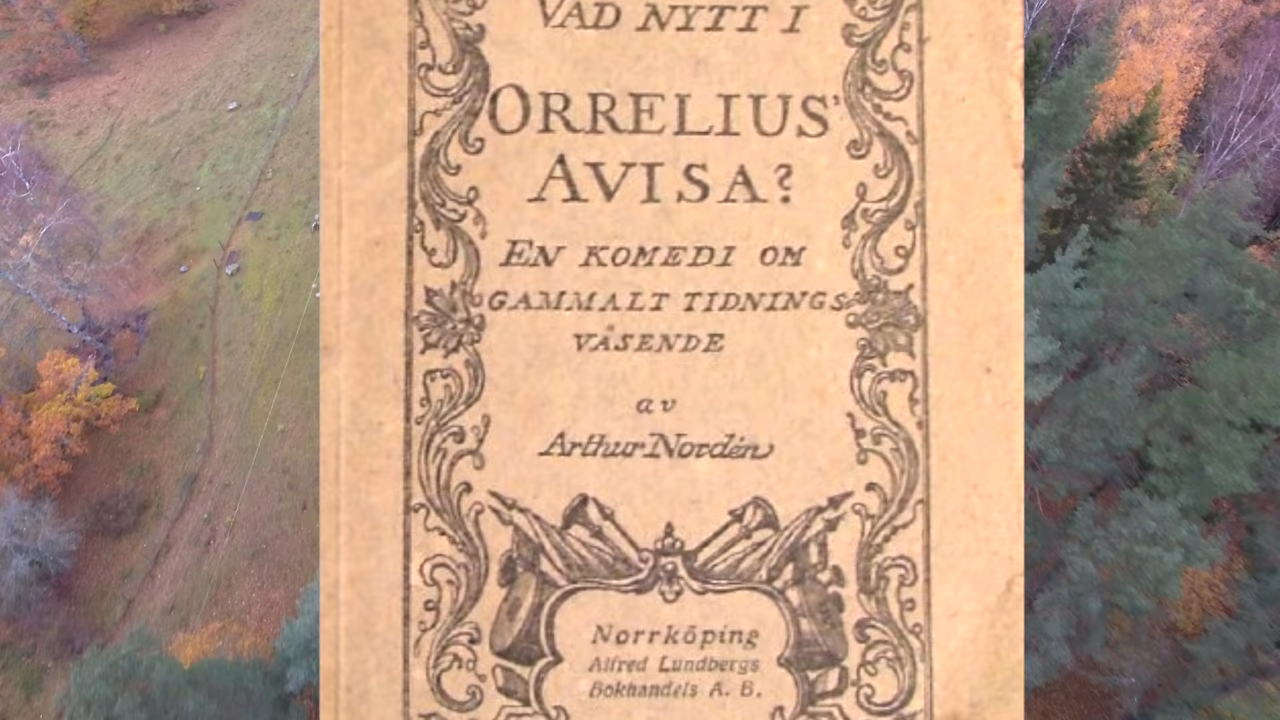 VAD NYTT I
ORRELIUS'
AVISA?
EN KOMEDI OM
GAMMALT TIDNINGS
VÄSENDE
av
Arthur Nordén
Norrköping
Alfred Lundbergs
Bokhandels A. B.